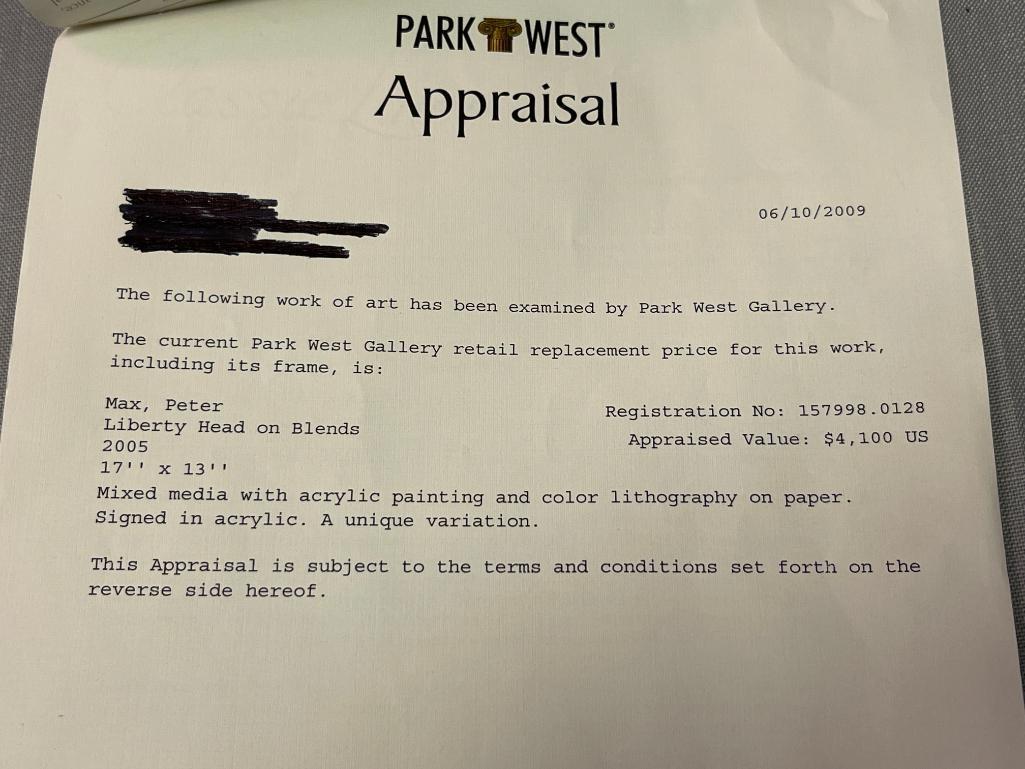 PARK WEST®
Appraisal
06/10/2009
The following work of art has been examined by Park West Gallery.
The current Park West Gallery retail replacement price for this work,
including its frame, is:
Max, Peter
Liberty Head on Blends
2005
17'' x 13''
Registration No: 157998.0128
Appraised Value: $4,100 US
Mixed media with acrylic painting and color lithography on paper.
Signed in acrylic. A unique variation.
This Appraisal is subject to the terms and conditions set forth on the
reverse side hereof.